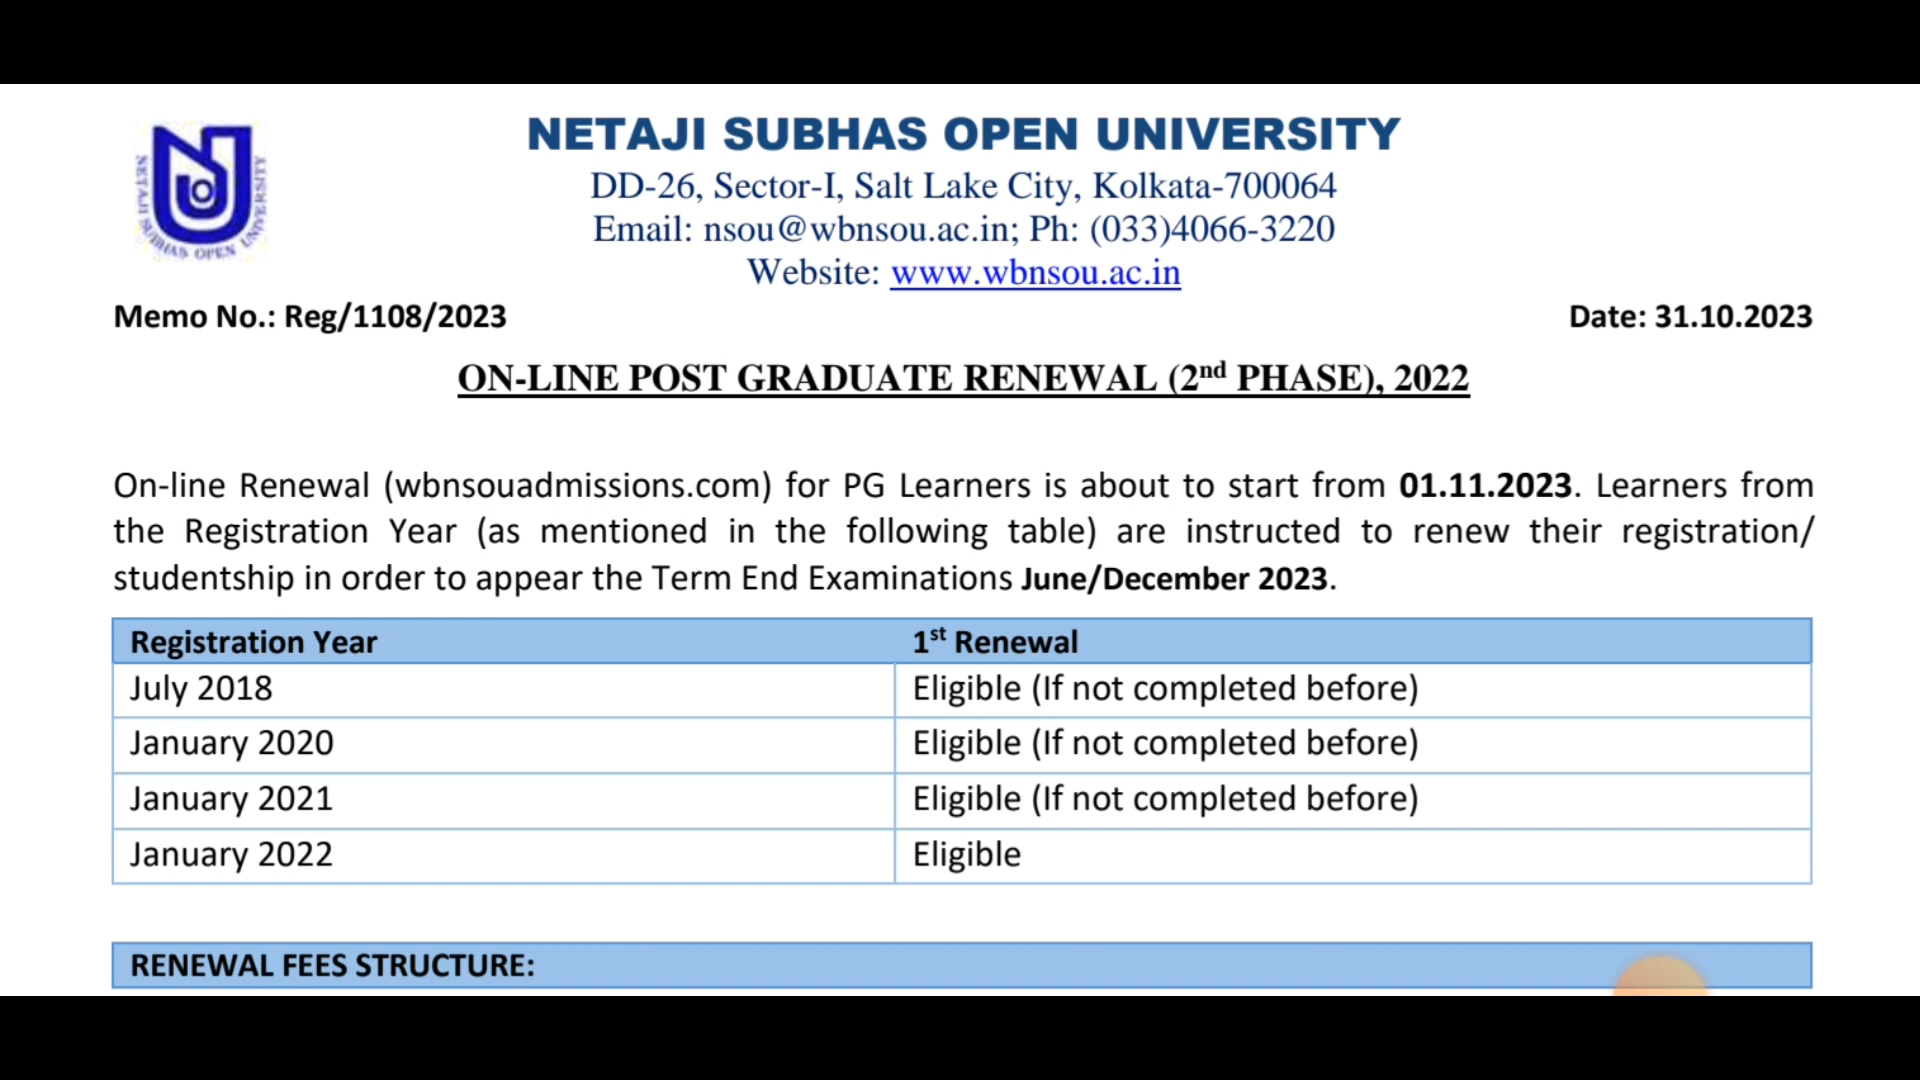 NETAJI SUBHAS OPEN UNIVERSITY
NETAJI SUBHAS OPEN UNIVERSITY
DD-26, Sector-I, Salt Lake City, Kolkata-700064
Email: nsou@wbnsou.ac.in; Ph: (033)4066-3220
Website: www.wbnsou.ac.in
Memo No.: Reg/1108/2023 Date: 31.10.2023
ON-LINE POST GRADUATE RENEWAL (2nd PHASE), 2022
On-line Renewal (wbnsouadmissions.com) for PG Learners is about to start from 01.11.2023. Learners from
the Registration Year (as mentioned in the following table) are instructed to renew their registration/
studentship in order to appear the Term End Examinations June/December 2023.
Registration Year 1st Renewal
July 2018 Eligible (If not completed before)
January 2020 Eligible (If not completed before)
January 2021 Eligible (If not completed before)
January 2022 Eligible
RENEWAL FEES STRUCTURE: